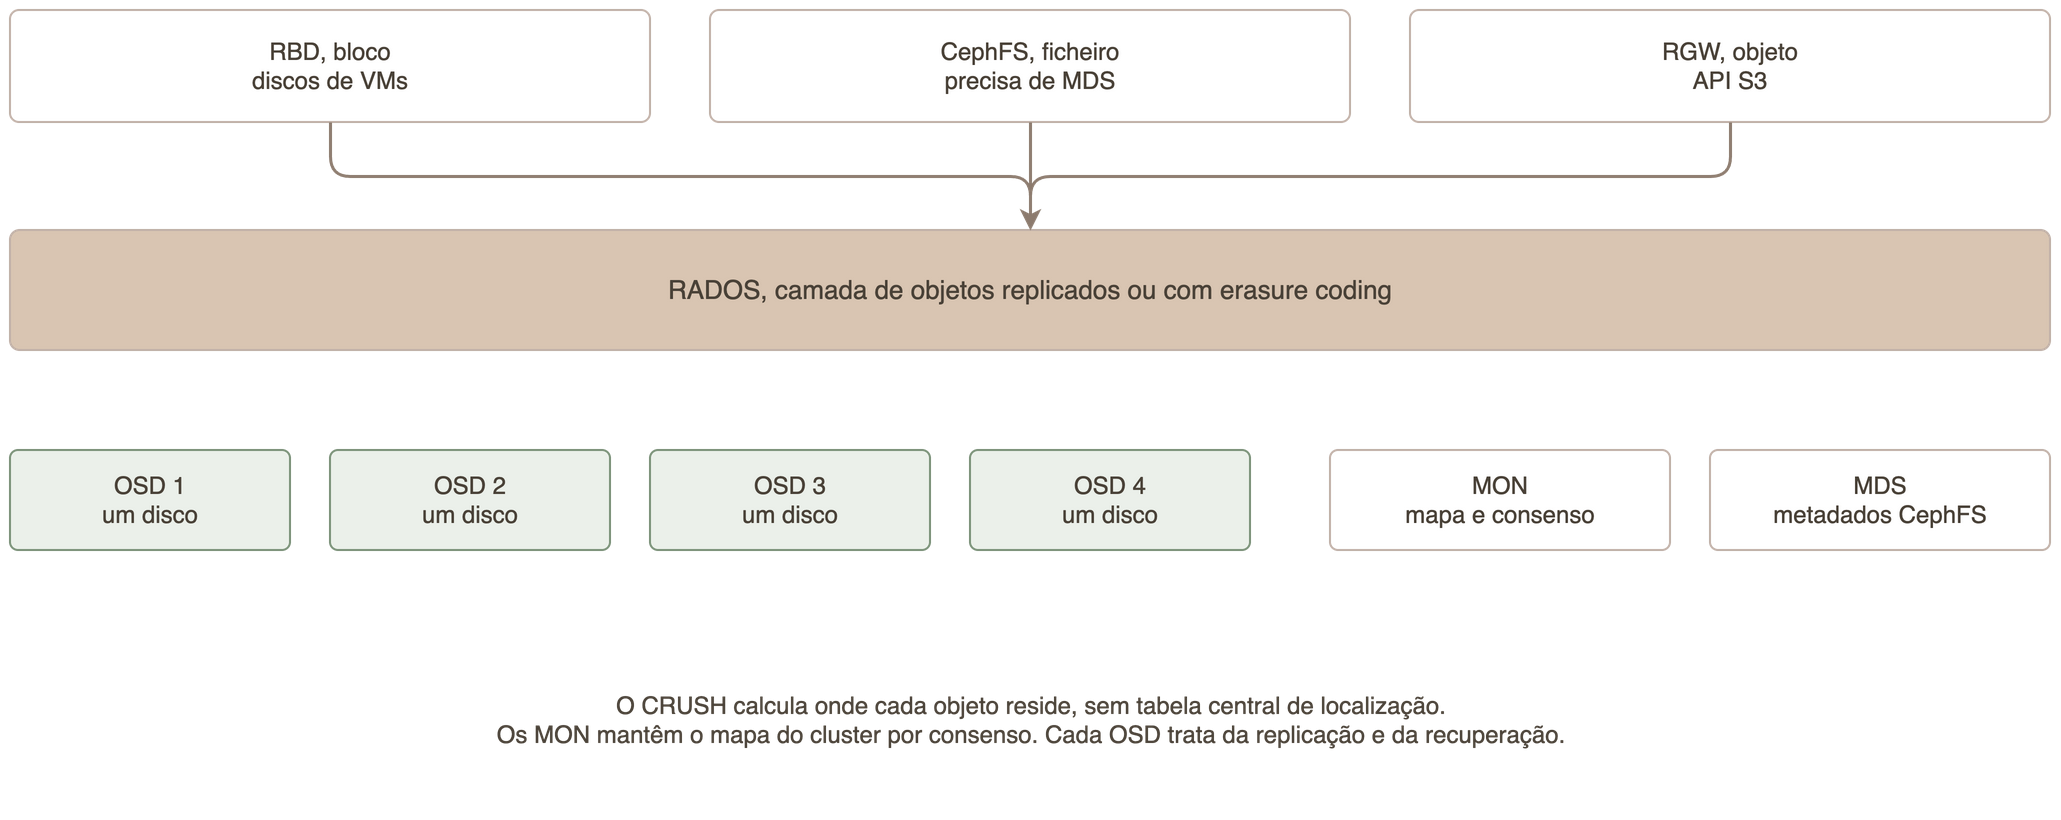 RBD, bloco
discos de VMs
CephFS, ficheiro
precisa de MDS
RGW, objeto
API S3
RADOS, camada de objetos replicados ou com erasure coding
OSD 1
um disco
OSD 2
um disco
OSD 3
um disco
OSD 4
um disco
MON
mapa e consenso
MDS
metadados CephFS
O CRUSH calcula onde cada objeto reside, sem tabela central de localização.
Os MON mantêm o mapa do cluster por consenso. Cada OSD trata da replicação e da recuperação.